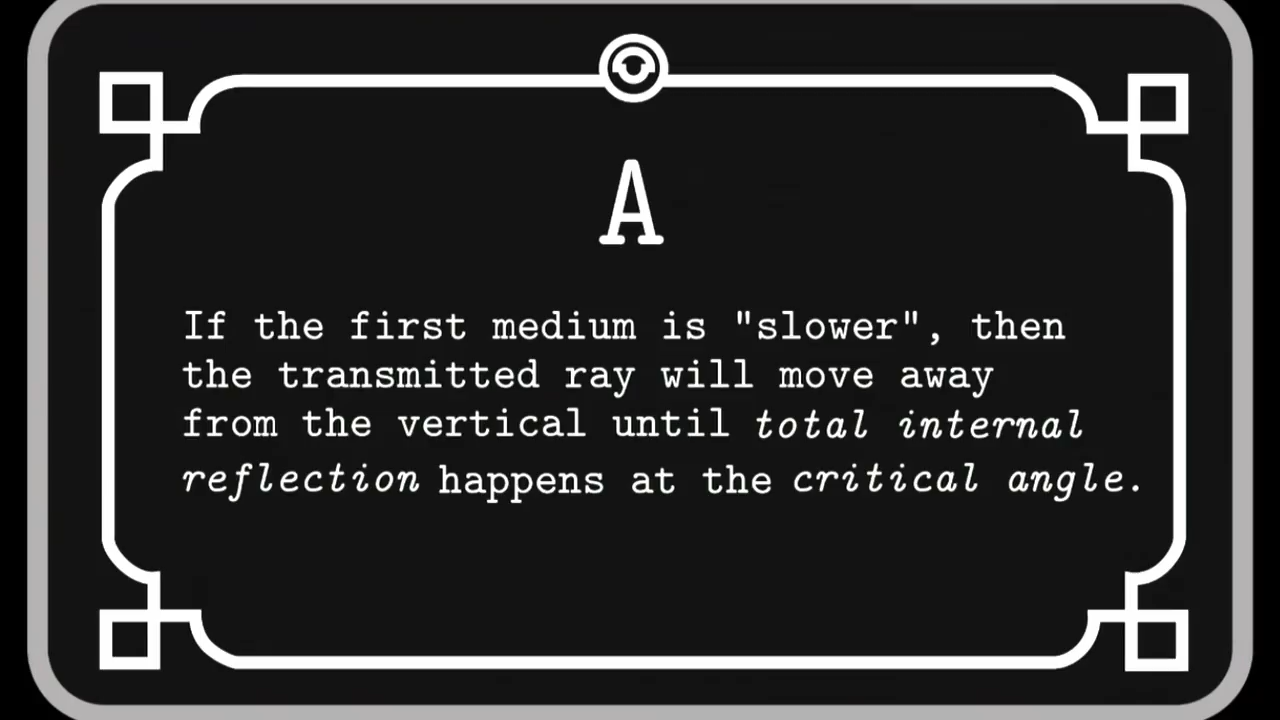 A
If the first medium is "slower", then
the transmitted ray will move away
from the vertical until total internal
reflection happens at the critical angle.